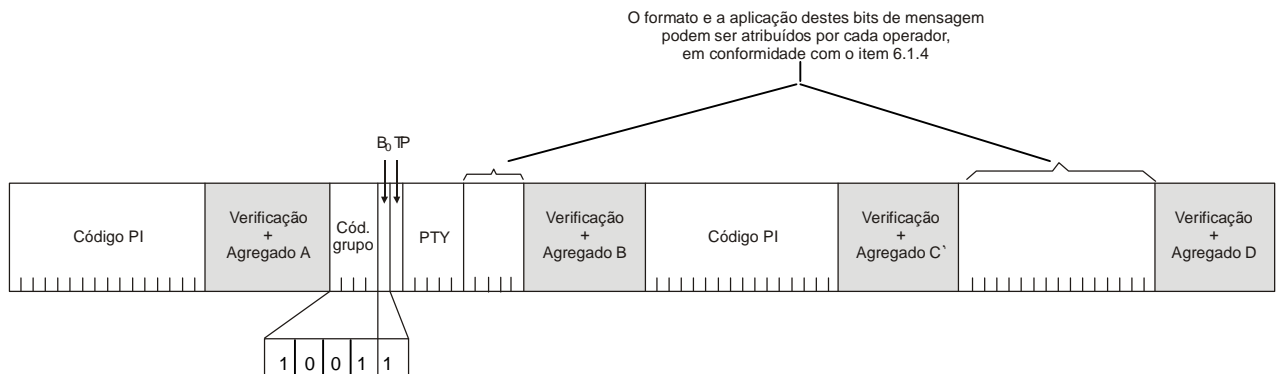 O formato e a aplicação destes bits de mensagem
podem ser atribuídos por cada operador,
em conformidade com o item 6.1.4
B₀ TP
Código PI
Verificação
+
Agregado A
Cód.
grupo
PTY
Verificação
+
Agregado B
Código PI
Verificação
+
Agregado C`
Verificação
+
Agregado D
1 0 0 1 1